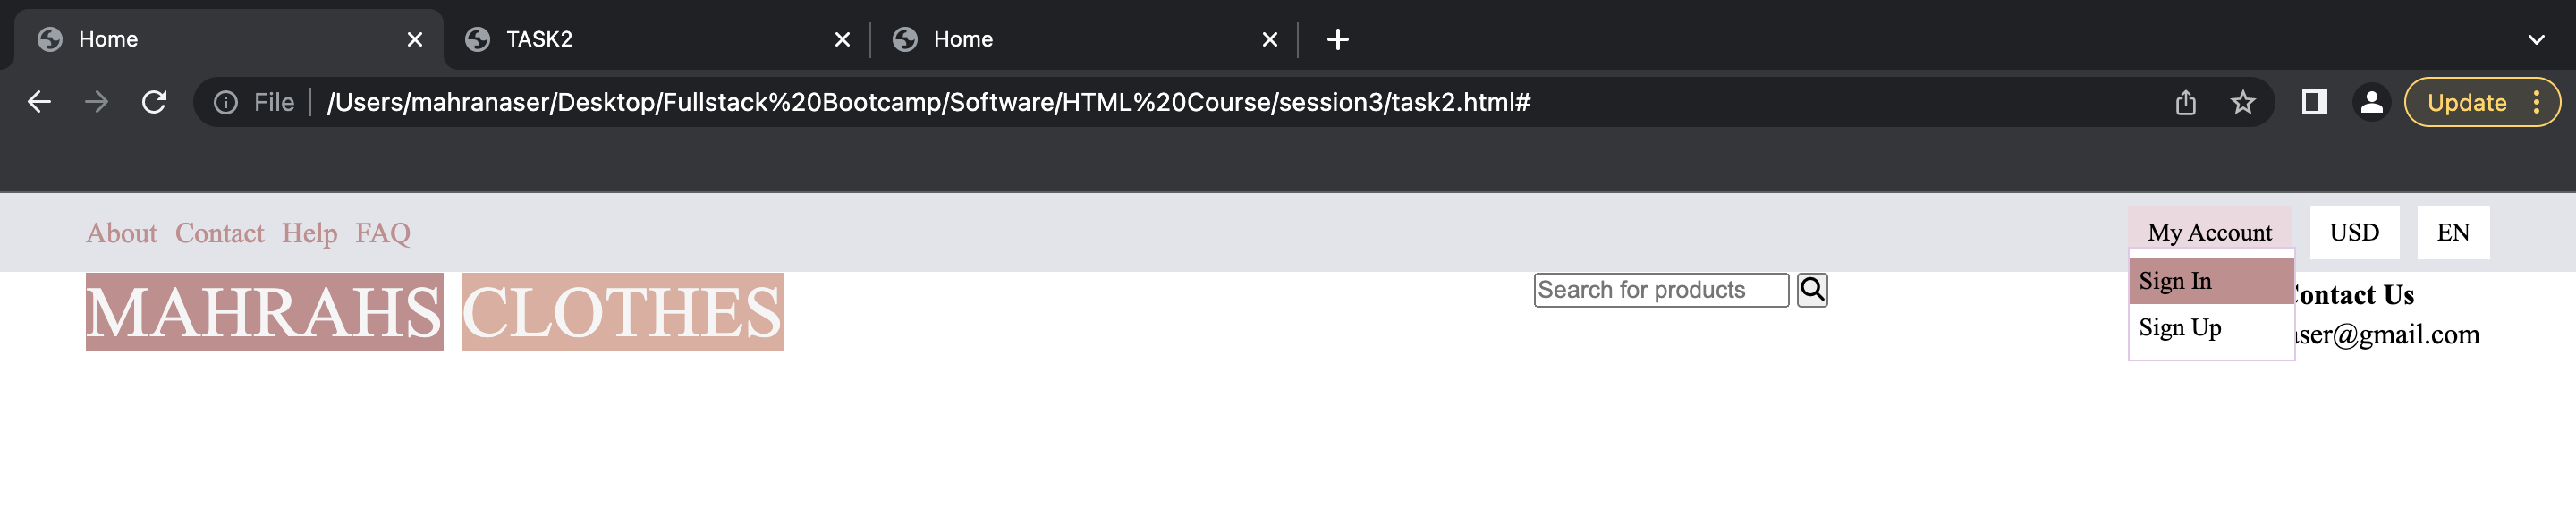 Home TASK2 Home
File /Users/mahranaser/Desktop/Fullstack%20Bootcamp/Software/HTML%20Course/session3/task2.html# Update
About Contact Help FAQ My Account USD EN
MAHRAHS CLOTHES Search for products Sign In ontact Us
Sign Up aser@gmail.com